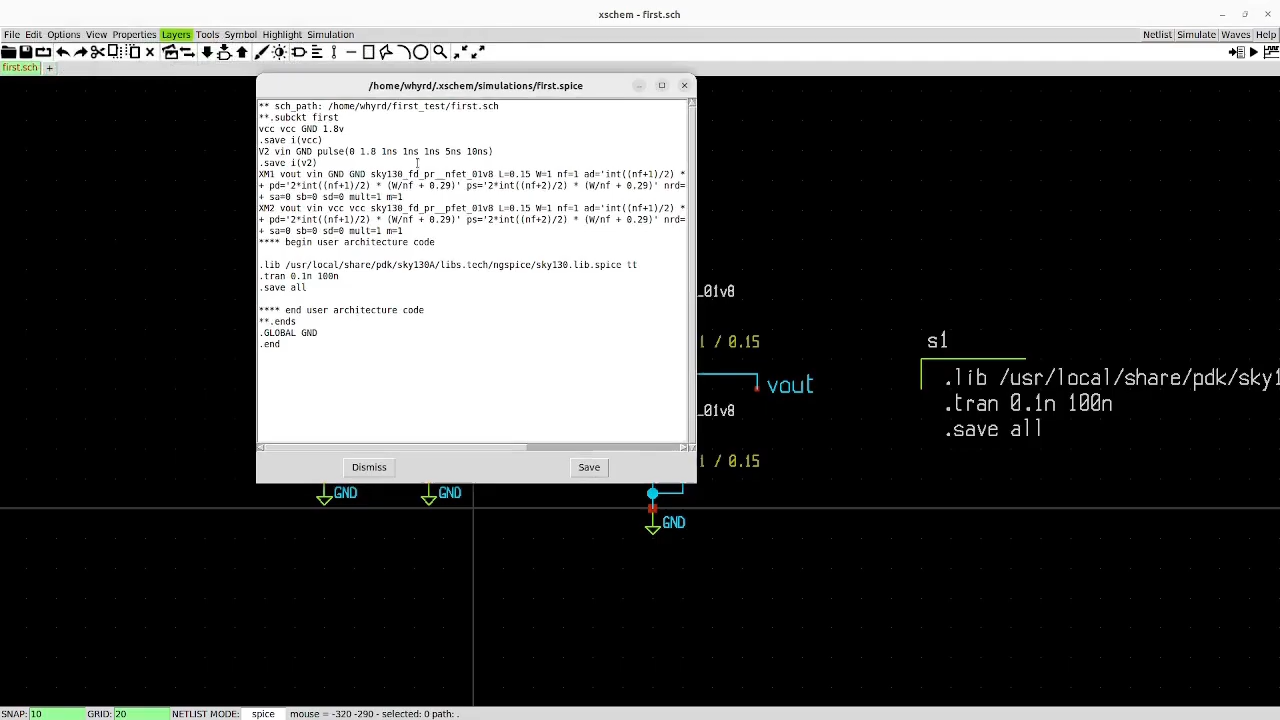 xschem - first.sch
File Edit Options View Properties Layers Tools Symbol Highlight Simulation
Netlist Simulate Waves Help
first.sch +
/home/whyrd/.xschem/simulations/first.spice
** sch_path: /home/whyrd/first_test/first.sch
**.subckt first
vcc vcc GND 1.8v
.save i(vcc)
V2 vin GND pulse(0 1.8 1ns 1ns 1ns 5ns 10ns)
.save i(v2)
XM1 vout vin GND GND sky130_fd_pr__nfet_01v8 L=0.15 W=1 nf=1 ad='int((nf+1)/2) *
+ pd='2*int((nf+1)/2) * (W/nf + 0.29)' ps='2*int((nf+2)/2) * (W/nf + 0.29)' nrd=
+ sa=0 sb=0 sd=0 mult=1 m=1
XM2 vout vin vcc vcc sky130_fd_pr__pfet_01v8 L=0.15 W=1 nf=1 ad='int((nf+1)/2) *
+ pd='2*int((nf+1)/2) * (W/nf + 0.29)' ps='2*int((nf+2)/2) * (W/nf + 0.29)' nrd=
+ sa=0 sb=0 sd=0 mult=1 m=1
**** begin user architecture code
.lib /usr/local/share/pdk/sky130A/libs.tech/ngspice/sky130.lib.spice tt
.tran 0.1n 100n
.save all
**** end user architecture code
**.ends
.GLOBAL GND
.end
Dismiss Save
_01v8
1 / 0.15
vout
_01v8
1 / 0.15
s1
.lib /usr/local/share/pdk/sky1
.tran 0.1n 100n
.save all
GND
GND
GND
SNAP: 10 GRID: 20 NETLIST MODE: spice mouse = -320 -290 - selected: 0 path: .